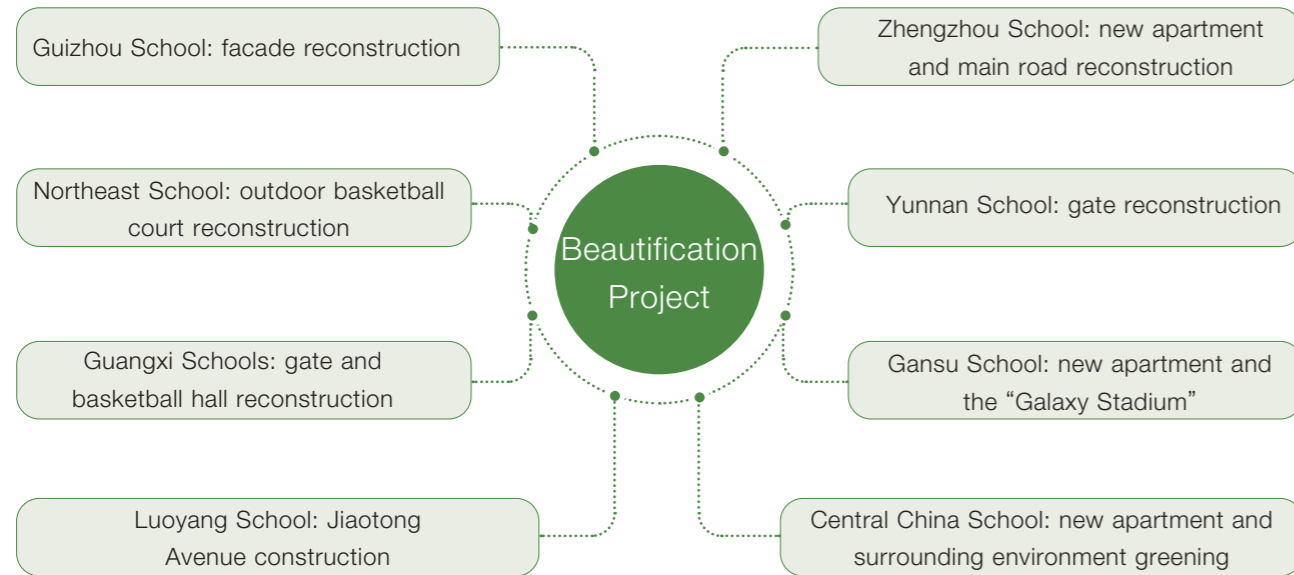 Guizhou School: facade reconstruction
Zhengzhou School: new apartment
and main road reconstruction
Northeast School: outdoor basketball
court reconstruction
Yunnan School: gate reconstruction
Beautification
Project
Guangxi Schools: gate and
basketball hall reconstruction
Gansu School: new apartment and
the “Galaxy Stadium”
Luoyang School: Jiaotong
Avenue construction
Central China School: new apartment and
surrounding environment greening